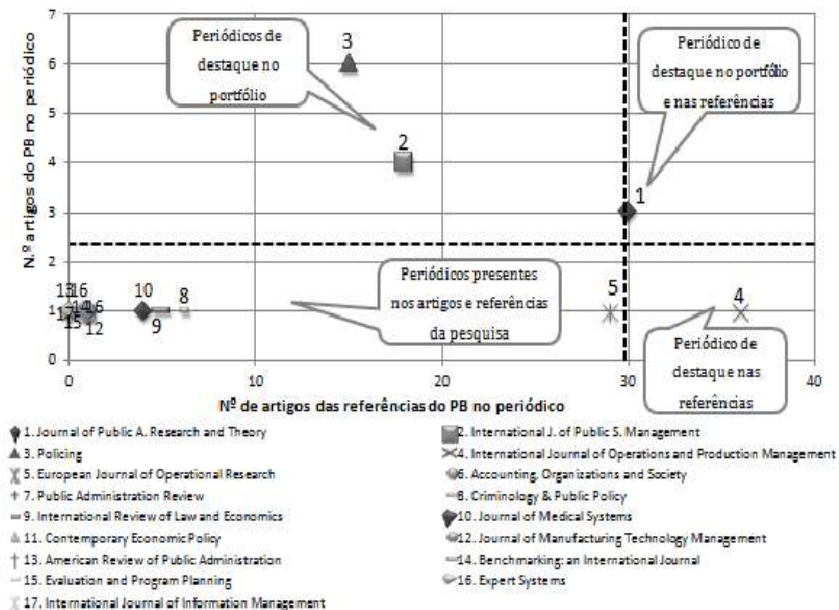 N.º artigos do PB no periódico
7
6
5
4
3
2
1
0
0
10
20
30
40
Nº de artigos das referências do PB no periódico
Periódicos de
destaque no
portfólio
Periódico de
destaque no portfólio
e nas referências
Periódicos presentes
nos artigos e referências
da pesquisa
Periódico de
destaque nas
referências
3
2
1
5
4
13
16
14
6
17
15
12
10
9
8
1. Journal of Public A. Research and Theory
2. International J. of Public S. Management
3. Policing
4. International Journal of Operations and Production Management
5. European Journal of Operational Research
6. Accounting, Organizations and Society
7. Public Administration Review
8. Criminology & Public Policy
9. International Review of Law and Economics
10. Journal of Medical Systems
11. Contemporary Economic Policy
12. Journal of Manufacturing Technology Management
13. American Review of Public Administration
14. Benchmarking: an International Journal
15. Evaluation and Program Planning
16. Expert Systems
17. International Journal of Information Management